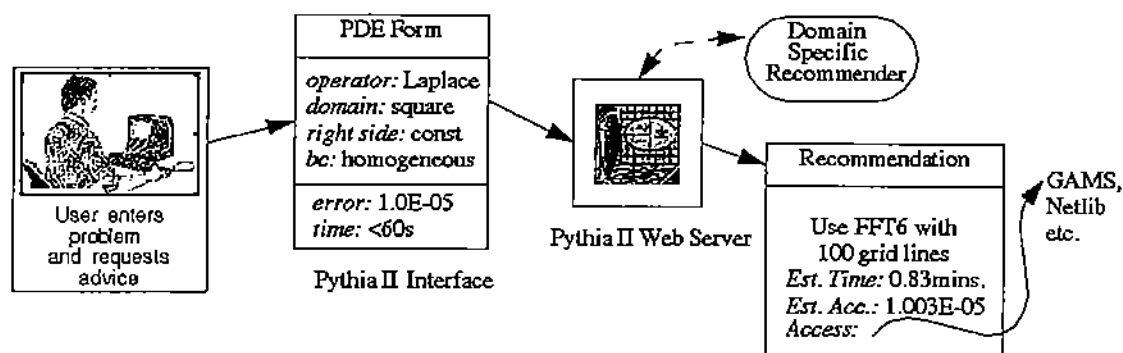 User enters
problem
and requests
advice
PDE Form
operator: Laplace
domain: square
right side: const
bc: homogeneous
error: 1.0E-05
time: <60s
Pythia II Interface
Pythia II Web Server
Domain
Specific
Recommender
Recommendation
Use FFT6 with
100 grid lines
Est. Time: 0.83mins,
Est. Acc.: 1.003E-05
Access:
GAMS,
Netlib
etc.